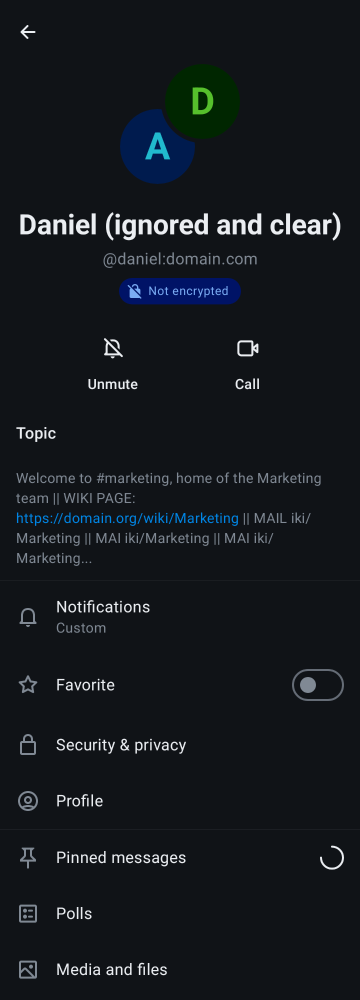 D
A
Daniel (ignored and clear)
@daniel:domain.com
Not encrypted
Unmute
Call
Topic
Welcome to #marketing, home of the Marketing
team || WIKI PAGE:
https://domain.org/wiki/Marketing || MAIL iki/
Marketing || MAI iki/Marketing || MAI iki/
Marketing...
Notifications
Custom
Favorite
Security & privacy
Profile
Pinned messages
Polls
Media and files